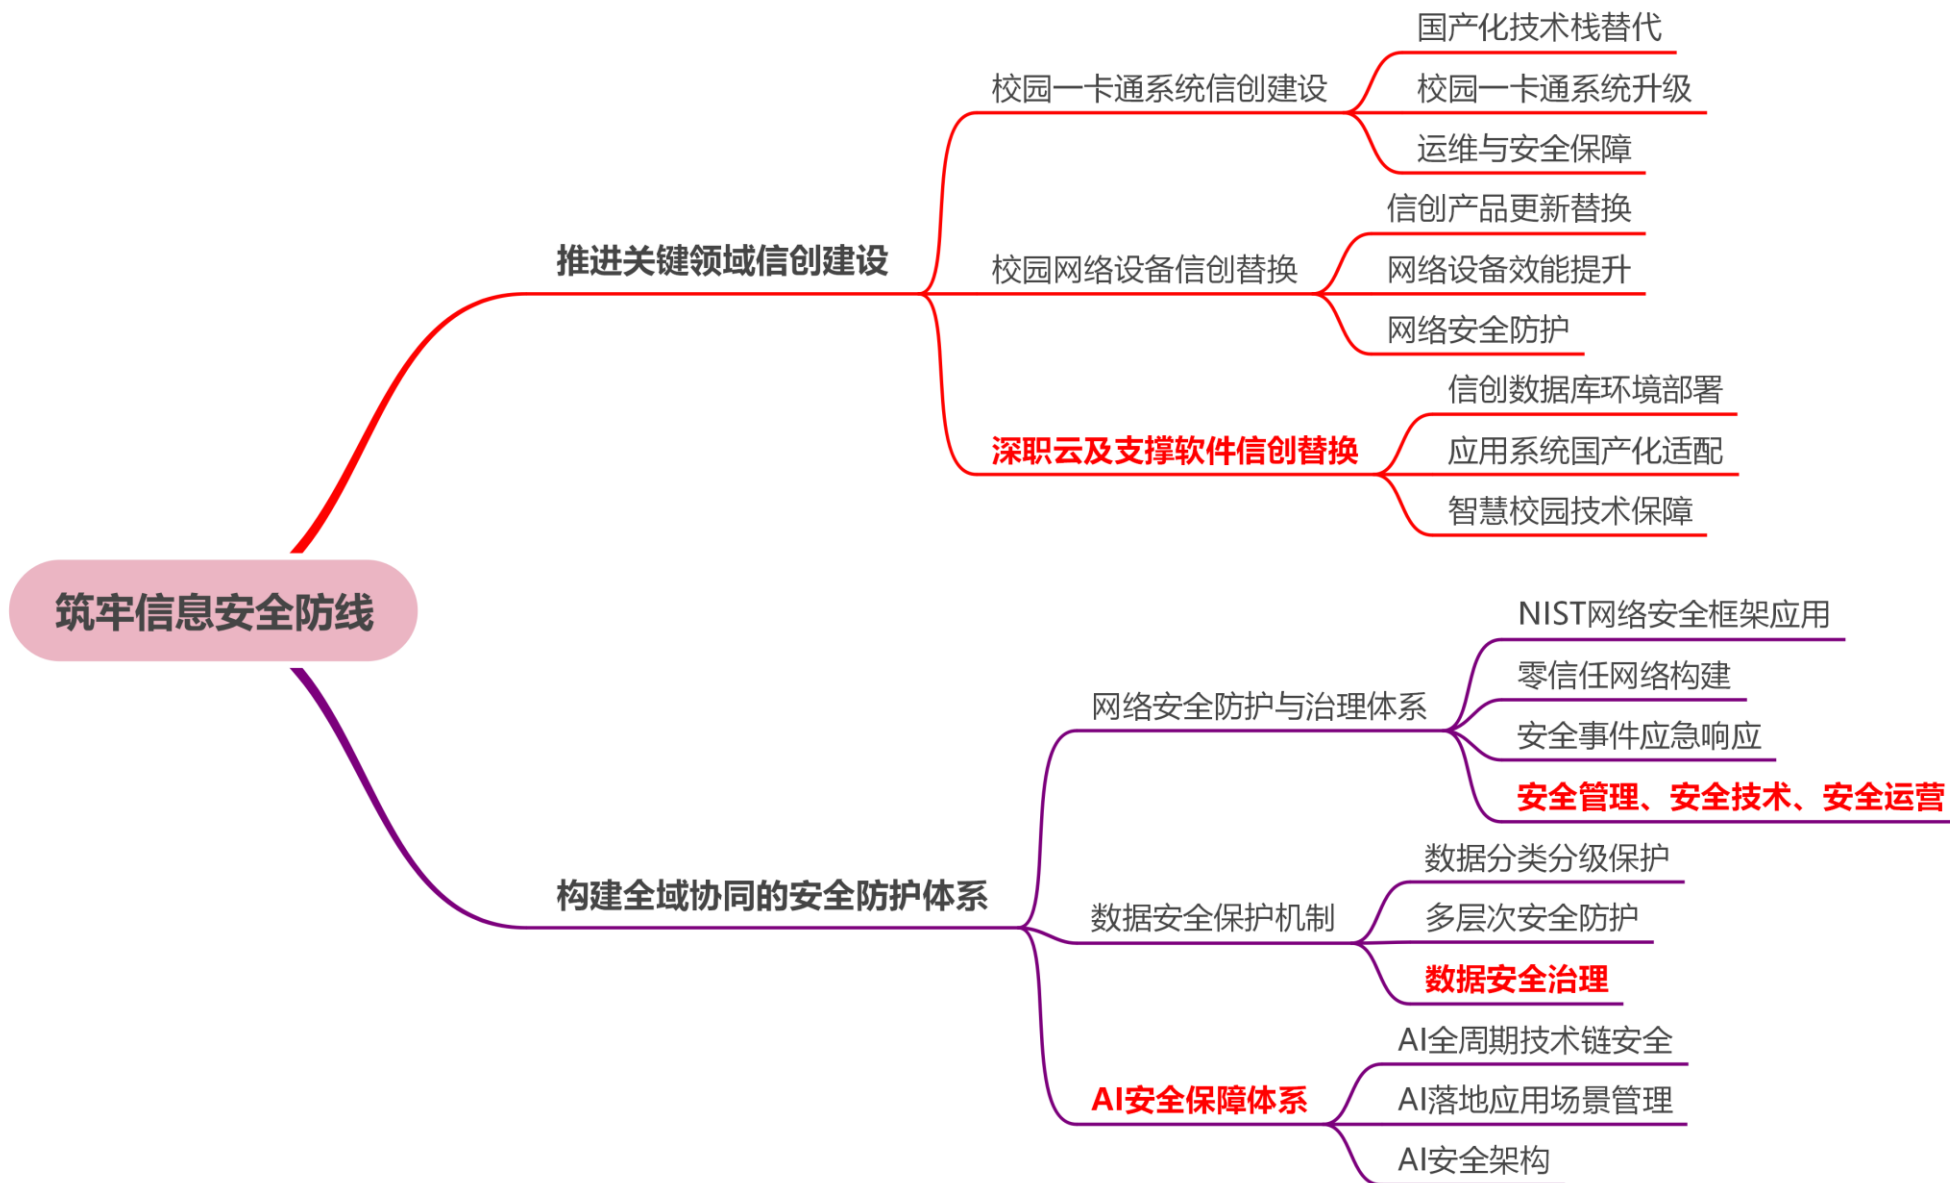 筑牢信息安全防线
推进关键领域信创建设
校园一卡通系统信创建设
国产化技术栈替代
校园一卡通系统升级
运维与安全保障
校园网络设备信创替换
信创产品更新替换
网络设备效能提升
网络安全防护
深职云及支撑软件信创替换
信创数据库环境部署
应用系统国产化适配
智慧校园技术保障
构建全域协同的安全防护体系
网络安全防护与治理体系
NIST网络安全框架应用
零信任网络构建
安全事件应急响应
安全管理、安全技术、安全运营
数据安全保护机制
数据分类分级保护
多层次安全防护
数据安全治理
AI安全保障体系
AI全周期技术链安全
AI落地应用场景管理
AI安全架构